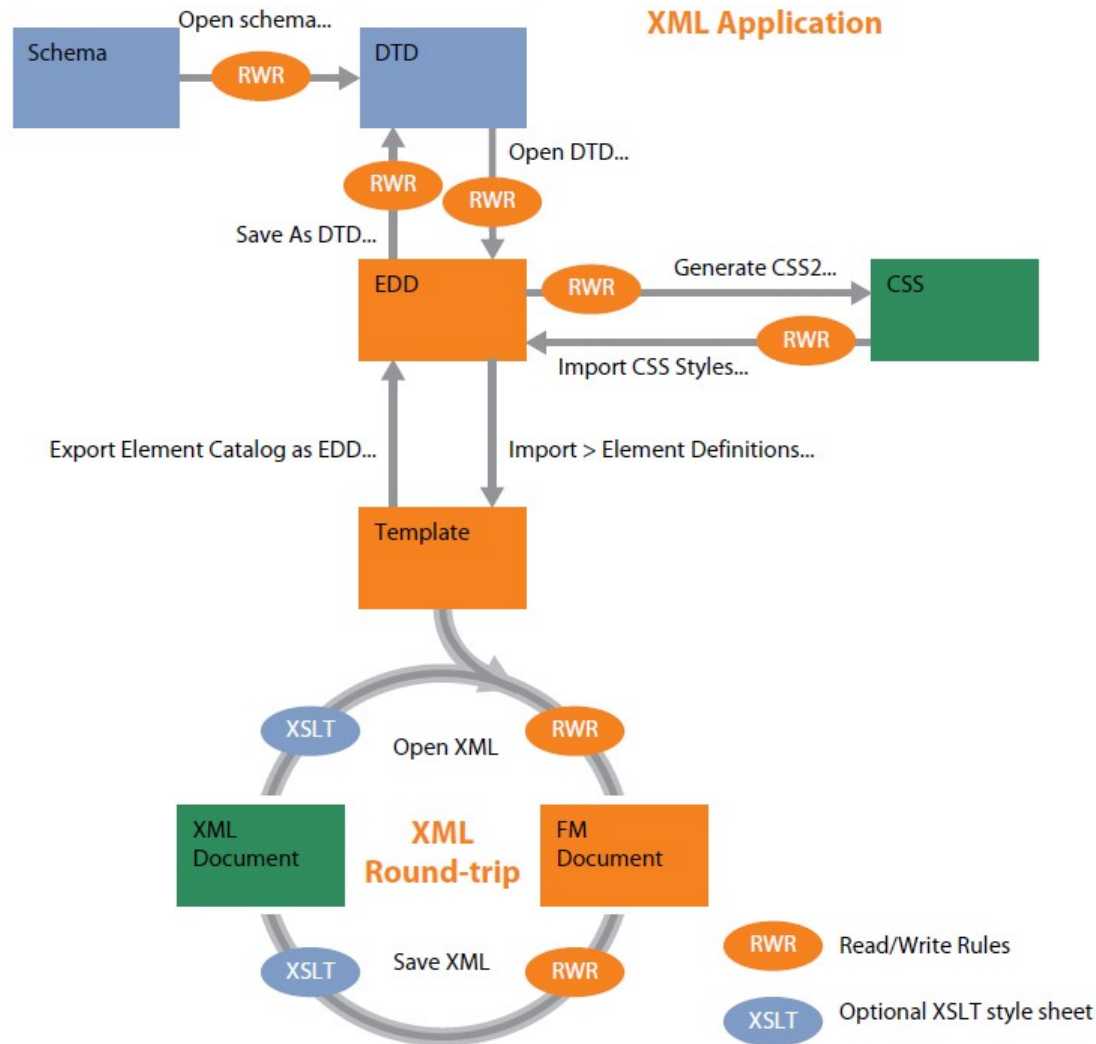 Open schema...
XML Application
Schema
RWR
DTD
Open DTD...
RWR
RWR
Save As DTD...
EDD
RWR
Generate CSS2...
CSS
RWR
Import CSS Styles...
Export Element Catalog as EDD...
Import > Element Definitions...
Template
XSLT
RWR
Open XML
XML
Document
XML
Round-trip
FM
Document
XSLT
Save XML
RWR
RWR
Read/Write Rules
XSLT
Optional XSLT style sheet